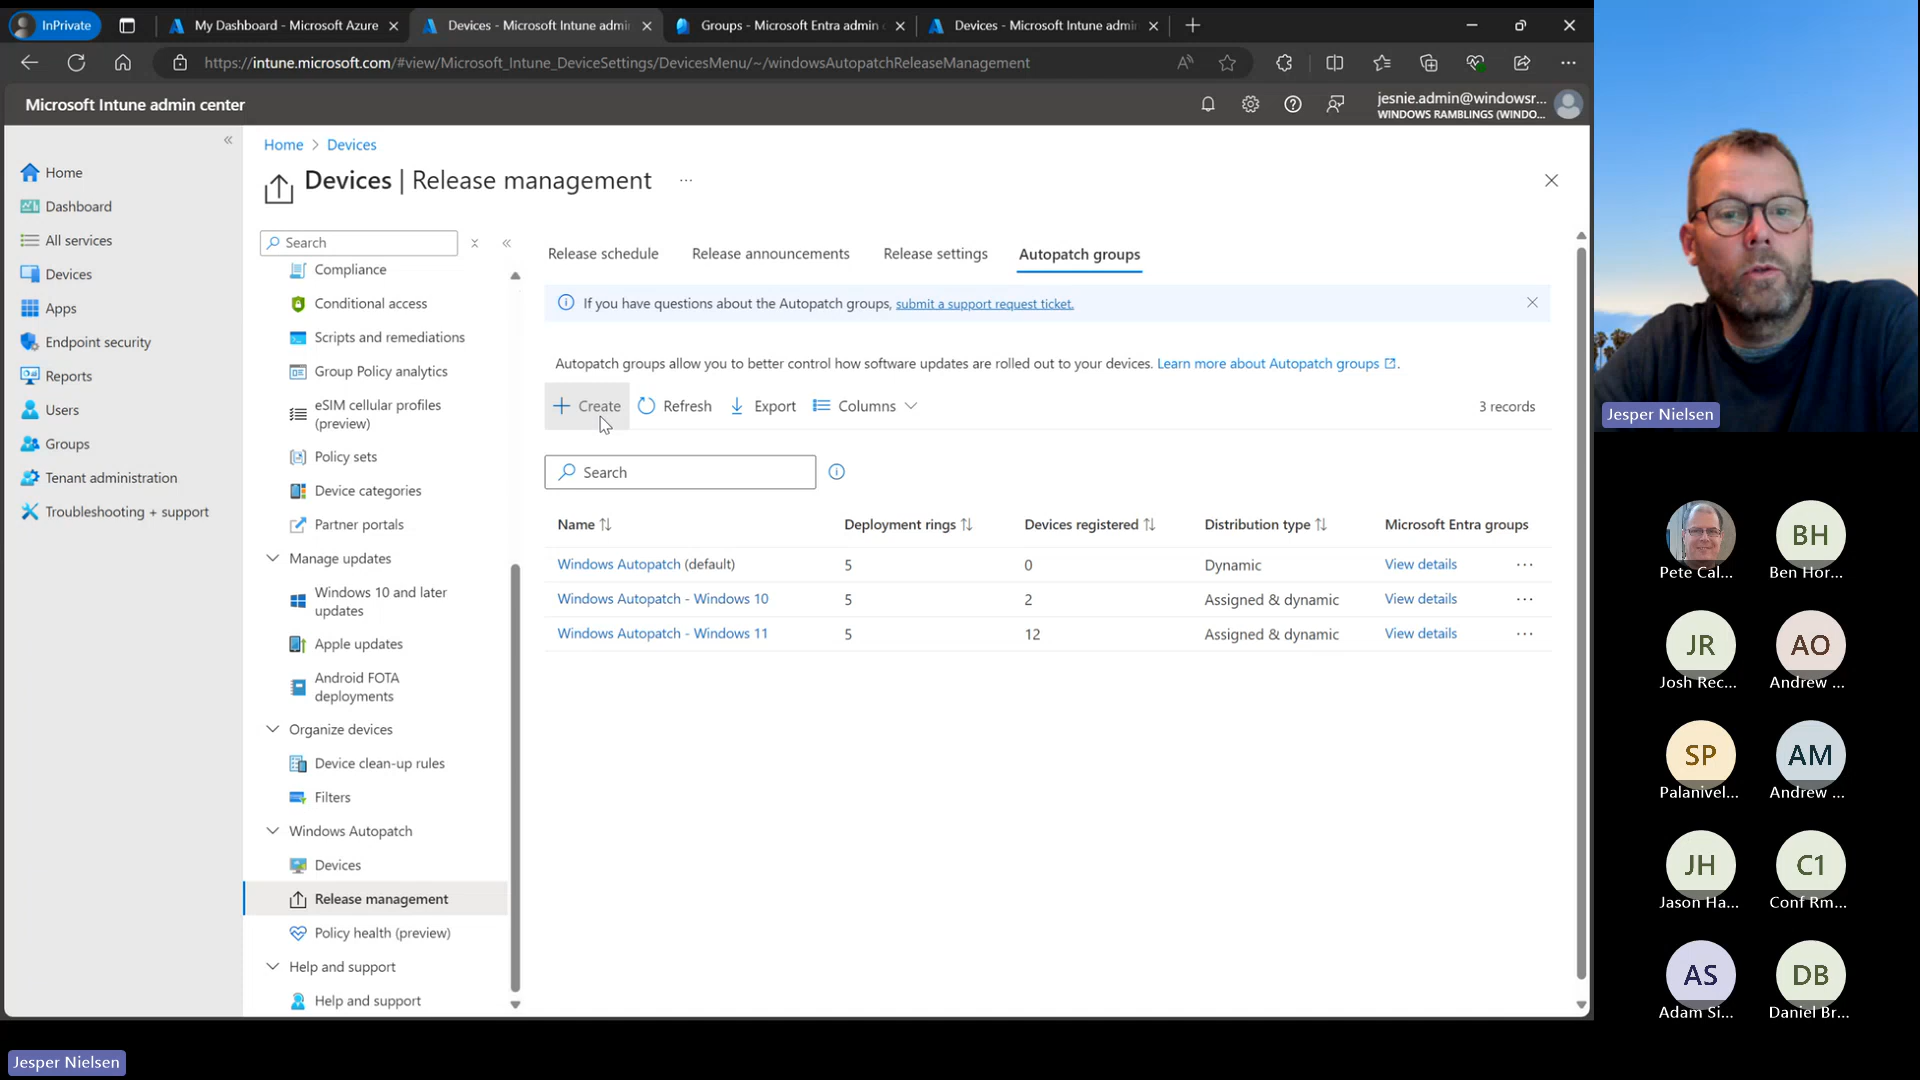 InPrivate
My Dashboard - Microsoft Azure
Devices - Microsoft Intune admin
Groups - Microsoft Entra admin c
Devices - Microsoft Intune admin
https://intune.microsoft.com/#view/Microsoft_Intune_DeviceSettings/DevicesMenu/~/windowsAutopatchReleaseManagement
Microsoft Intune admin center
jesnie.admin@windowsr...
WINDOWS RAMBLINGS (WINDO...
Home
Dashboard
All services
Devices
Apps
Endpoint security
Reports
Users
Groups
Tenant administration
Troubleshooting + support
Home > Devices
Devices | Release management ...
Search
Compliance
Conditional access
Scripts and remediations
Group Policy analytics
eSIM cellular profiles
(preview)
Policy sets
Device categories
Partner portals
Manage updates
Windows 10 and later
updates
Apple updates
Android FOTA
deployments
Organize devices
Device clean-up rules
Filters
Windows Autopatch
Devices
Release management
Policy health (preview)
Help and support
Help and support
Release schedule Release announcements Release settings Autopatch groups
If you have questions about the Autopatch groups, submit a support request ticket.
Autopatch groups allow you to better control how software updates are rolled out to your devices. Learn more about Autopatch groups.
Create Refresh Export Columns 3 records
Search
Name Deployment rings Devices registered Distribution type Microsoft Entra groups
Windows Autopatch (default) 5 0 Dynamic View details ...
Windows Autopatch - Windows 10 5 2 Assigned & dynamic View details ...
Windows Autopatch - Windows 11 5 12 Assigned & dynamic View details ...
Jesper Nielsen
Pete Cal...
BH
Ben Hor...
JR
Josh Rec...
AO
Andrew ...
SP
Palanivel...
AM
Andrew ...
JH
Jason Ha...
C1
Conf Rm...
AS
Adam Si...
DB
Daniel Br...
Jesper Nielsen